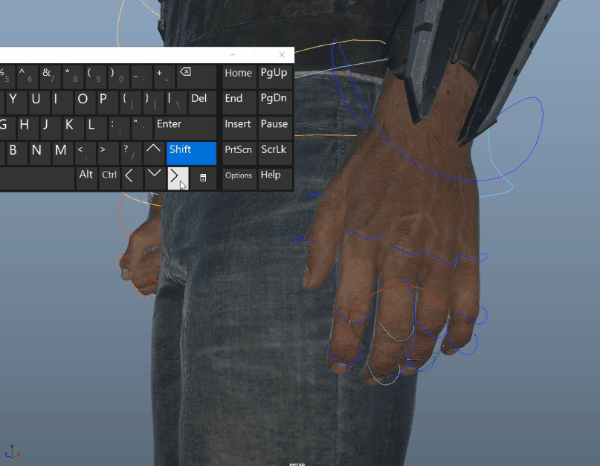 % 5 ^ 6 & 7 * 8 ( 9 ) 0 _ - + = Home PgUp
Y U I O P { [ } ] | \ Del End PgDn
G H J K L : ; " ' Enter Insert Pause
B N M < , > . ? / Shift PrtScn ScrLk
Alt Ctrl Options Help
persp